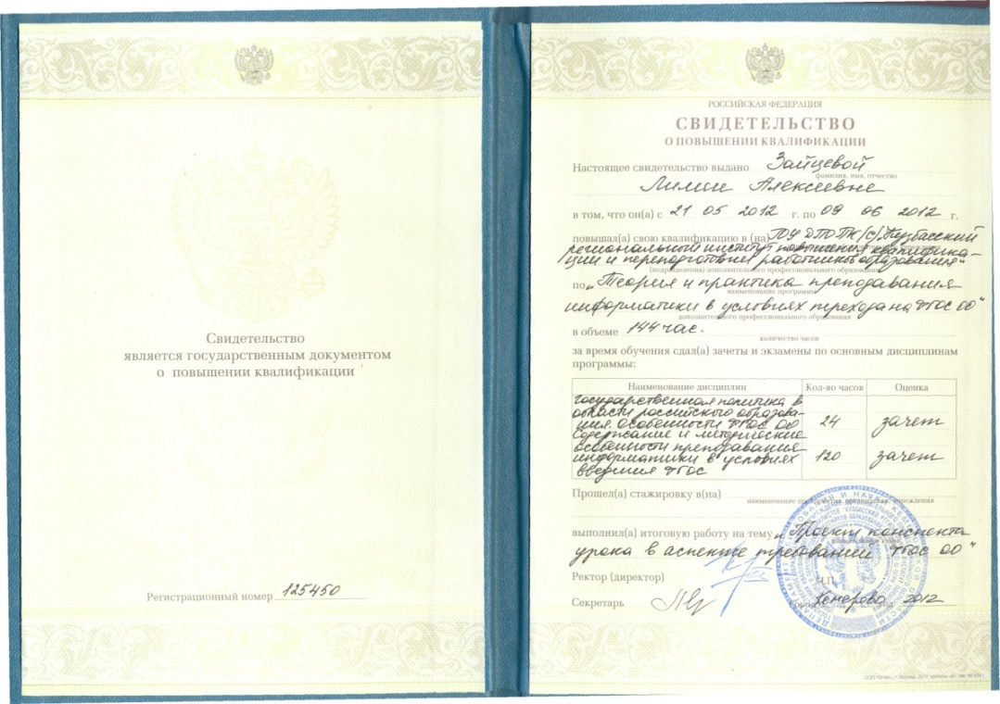 Свидетельство
является государственным документом
о повышении квалификации
Регистрационный номер 125450
РОССИЙСКАЯ ФЕДЕРАЦИЯ
СВИДЕТЕЛЬСТВО
О ПОВЫШЕНИИ КВАЛИФИКАЦИИ
Настоящее свидетельство выдано Зайцевой
фамилия, имя, отчество
Лилии Алексевне
в том, что он(а) с 21 05 2012 г. по 09 06 2012 г.
повышал(а) свою квалификацию в (на) ГОУ ДПО ПК(с) "Кузбасский
региональный институт повышения квалифика-
ции и переподготовки работников образования"
(подразделения) дополнительного профессионального образования
по "Теория и практика преподавания
наименование программы
информатики в условиях перехода на ФГОС ОО"
дополнительного профессионального образования
в объеме 144 час.
количество часов
за время обучения сдал(а) зачеты и экзамены по основным дисциплинам
программы:
Наименование дисциплин Кол-во часов Оценка
государственная политика в
области российского образова-
ния. Особенности ФГОС ОО 24 зачет
содержание и методические
особенности преподавания
информатики в условиях 120 зачет
введения ФГОС
Прошел(а) стажировку в(на)
наименование предприятия, организации, учреждения
выполнил(а) итоговую работу на тему "Проект конспекта
урока в аспекте требований ФГОС ОО"
Ректор (директор)
М.П.
Секретарь
Город Кемерово год 2012